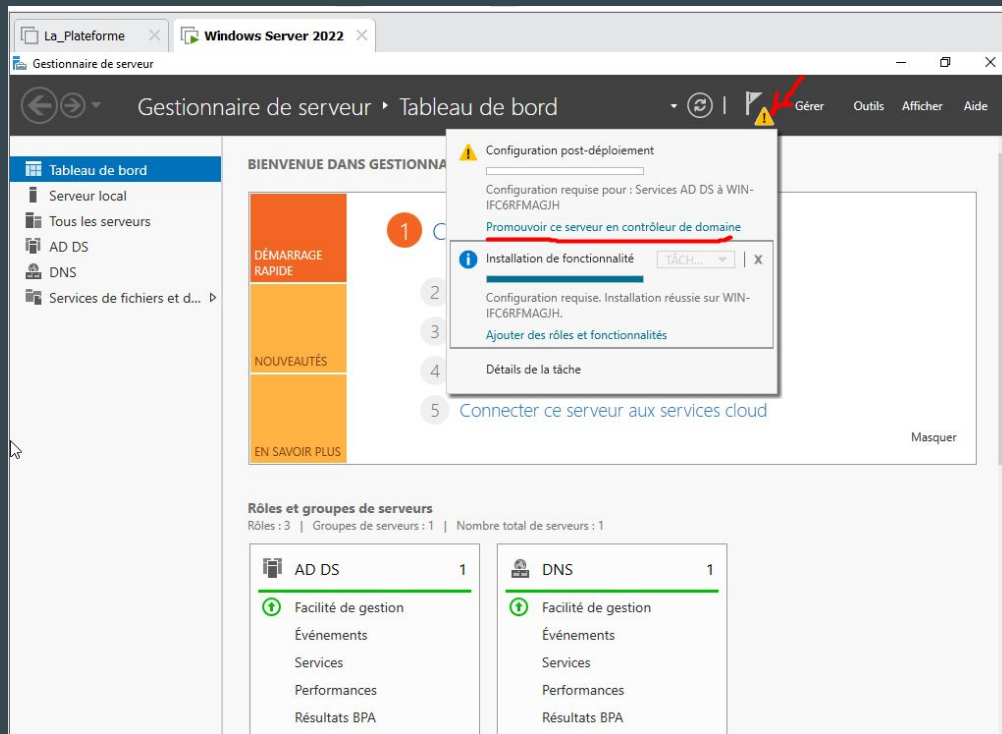 La_Plateforme
Windows Server 2022
Gestionnaire de serveur
Gestionnaire de serveur • Tableau de bord
Gérer
Outils
Afficher
Aide
Tableau de bord
Serveur local
Tous les serveurs
AD DS
DNS
Services de fichiers et d...
BIENVENUE DANS GESTIONNA
DÉMARRAGE
RAPIDE
NOUVEAUTÉS
EN SAVOIR PLUS
1 C
2
3
4
5 Connecter ce serveur aux services cloud
Masquer
Configuration post-déploiement
Configuration requise pour : Services AD DS à WIN-
IFC6RFMAGJH
Promouvoir ce serveur en contrôleur de domaine
Installation de fonctionnalité
TÂCH...
X
Configuration requise. Installation réussie sur WIN-
IFC6RFMAGJH.
Ajouter des rôles et fonctionnalités
Détails de la tâche
Rôles et groupes de serveurs
Rôles : 3 | Groupes de serveurs : 1 | Nombre total de serveurs : 1
AD DS 1
Facilité de gestion
Événements
Services
Performances
Résultats BPA
DNS 1
Facilité de gestion
Événements
Services
Performances
Résultats BPA